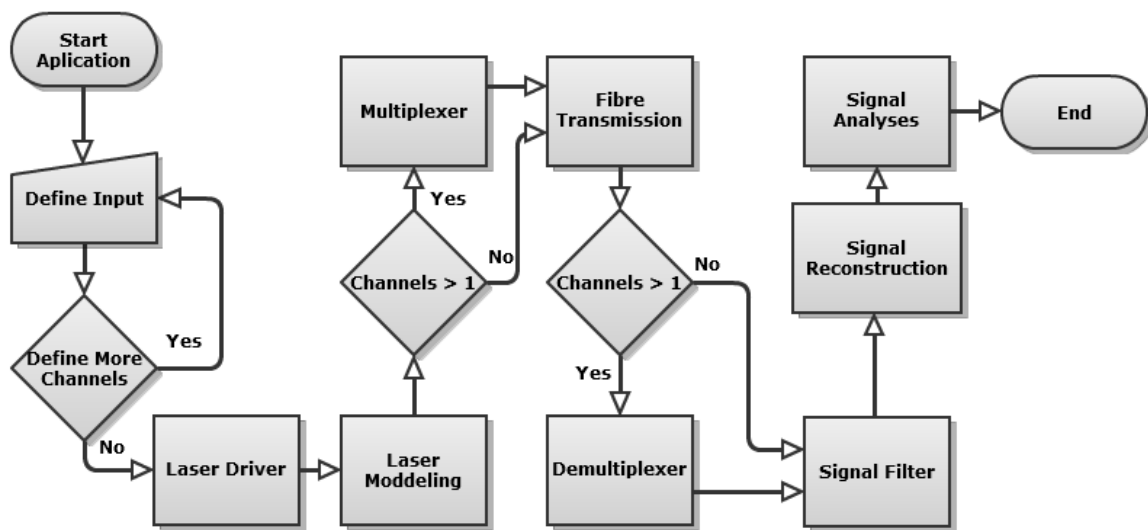 Start
Aplication
Define Input
Define More
Channels
Yes
No
Laser Driver
Laser
Moddeling
Channels > 1
Yes
No
Multiplexer
Fibre
Transmission
Channels > 1
No
Yes
Demultiplexer
Signal Filter
Signal
Reconstruction
Signal
Analyses
End